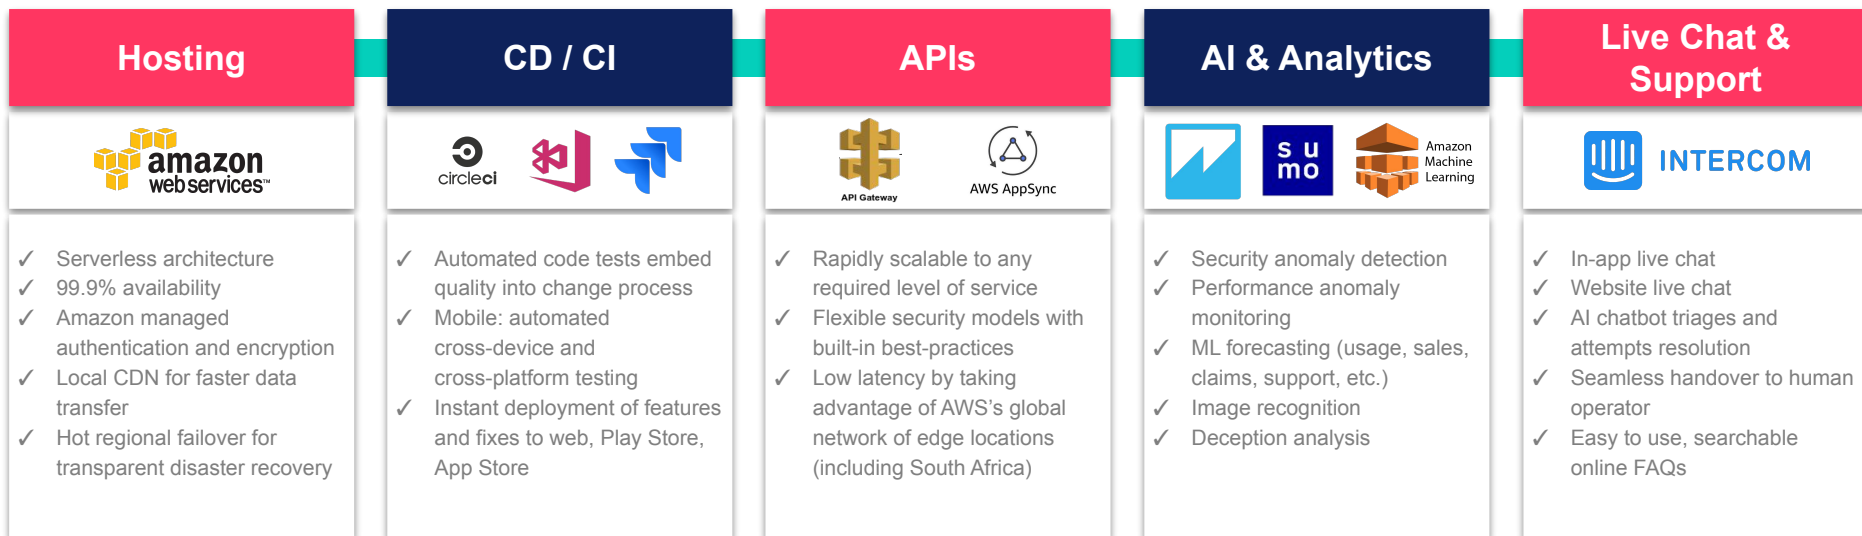 Hosting
amazon
webservices™
✓ Serverless architecture
✓ 99.9% availability
✓ Amazon managed
authentication and encryption
✓ Local CDN for faster data
transfer
✓ Hot regional failover for
transparent disaster recovery
CD / CI
circleci
✓ Automated code tests embed
quality into change process
✓ Mobile: automated
cross-device and
cross-platform testing
✓ Instant deployment of features
and fixes to web, Play Store,
App Store
APIs
API Gateway
AWS AppSync
✓ Rapidly scalable to any
required level of service
✓ Flexible security models with
built-in best-practices
✓ Low latency by taking
advantage of AWS’s global
network of edge locations
(including South Africa)
AI & Analytics
su
mo
Amazon
Machine
Learning
✓ Security anomaly detection
✓ Performance anomaly
monitoring
✓ ML forecasting (usage, sales,
claims, support, etc.)
✓ Image recognition
✓ Deception analysis
Live Chat &
Support
INTERCOM
✓ In-app live chat
✓ Website live chat
✓ AI chatbot triages and
attempts resolution
✓ Seamless handover to human
operator
✓ Easy to use, searchable
online FAQs